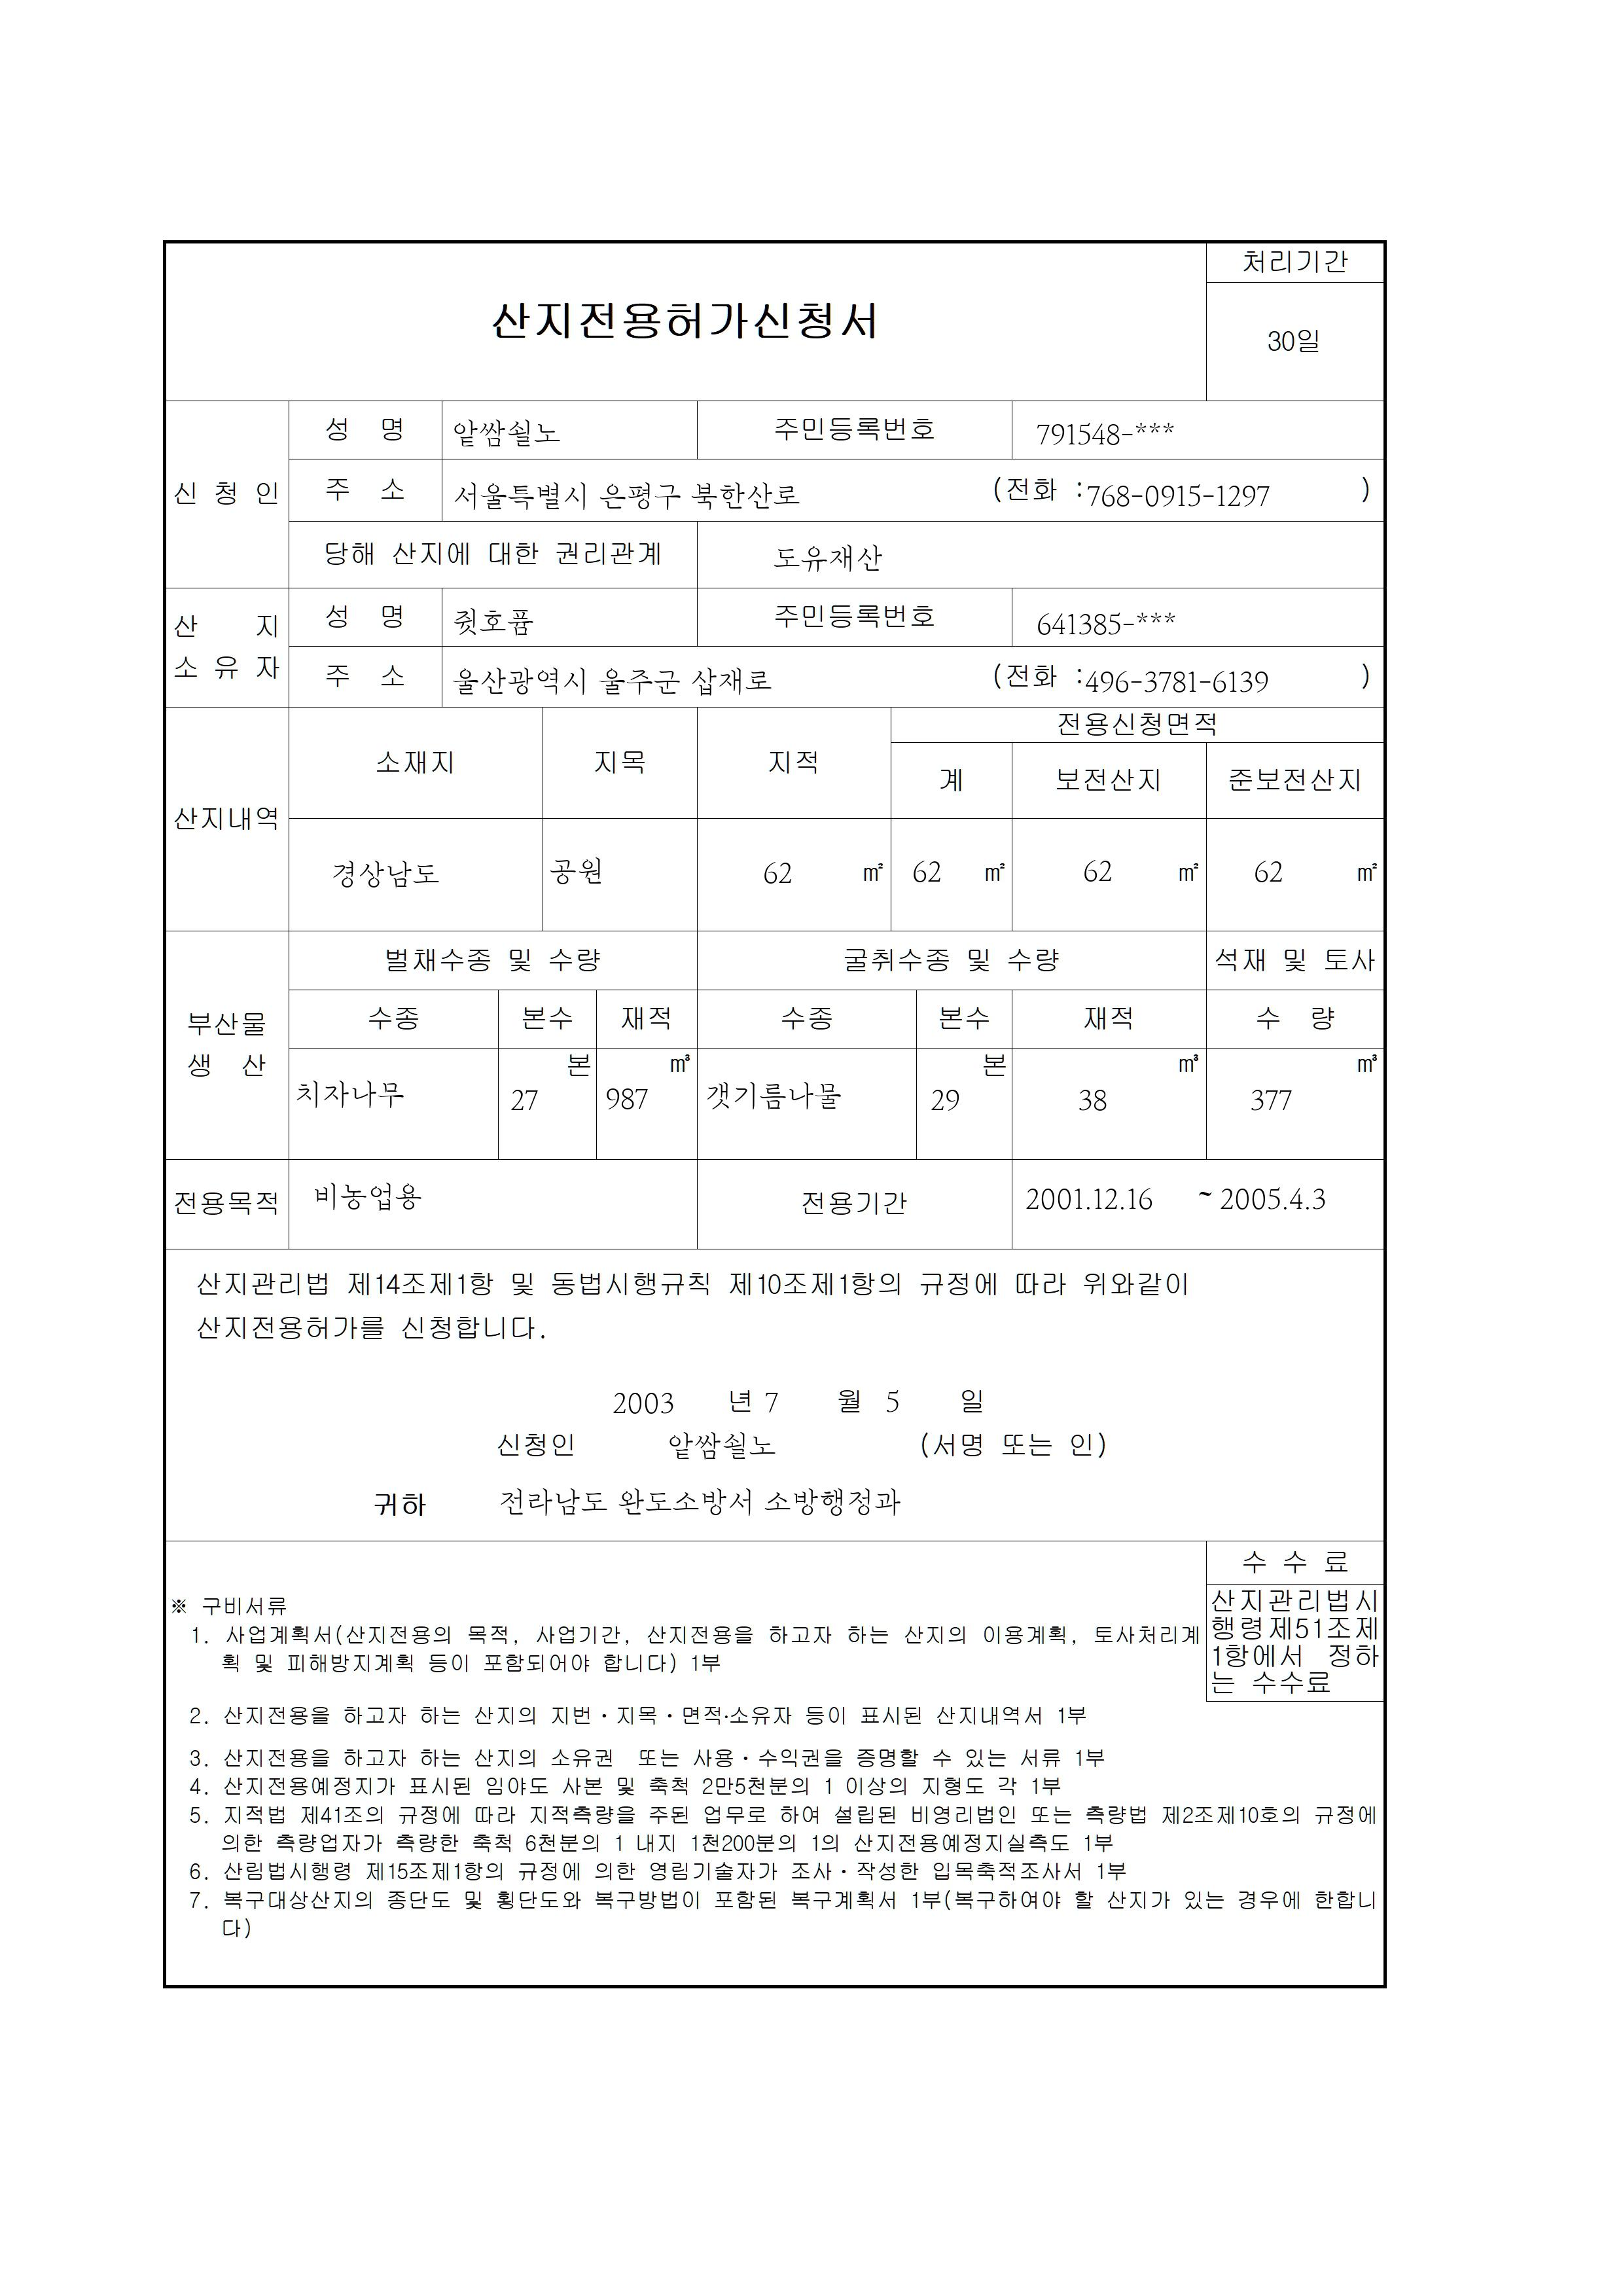 처리기간
산지전용허가신청서
30일
신 청 인
성 명 앝쌈쇨노 주민등록번호 791548-***
주 소 서울특별시 은평구 북한산로 (전화 :768-0915-1297 )
당해 산지에 대한 권리관계 도유재산
산 지
소 유 자
성 명 쥣호픔 주민등록번호 641385-***
주 소 울산광역시 울주군 삽재로 (전화 :496-3781-6139 )
산지내역
소재지 지목 지적 전용신청면적
계 보전산지 준보전산지
경상남도 공원 62 ㎡ 62 ㎡ 62 ㎡ 62 ㎡
부산물
생 산
벌채수종 및 수량 굴취수종 및 수량 석재 및 토사
수종 본수 재적 수종 본수 재적 수 량
본 ㎥ 본 ㎥ ㎥
치자나무 27 987 갯기름나물 29 38 377
전용목적 비농업용 전용기간 2001.12.16 ~ 2005.4.3
산지관리법 제14조제1항 및 동법시행규칙 제10조제1항의 규정에 따라 위와같이
산지전용허가를 신청합니다.
2003 년 7 월 5 일
신청인 앝쌈쇨노 (서명 또는 인)
귀하 전라남도 완도소방서 소방행정과
수 수 료
산지관리법시
행령제51조제
1항에서 정하
는 수수료
※ 구비서류
1. 사업계획서(산지전용의 목적, 사업기간, 산지전용을 하고자 하는 산지의 이용계획, 토사처리계
획 및 피해방지계획 등이 포함되어야 합니다) 1부
2. 산지전용을 하고자 하는 산지의 지번·지목·면적·소유자 등이 표시된 산지내역서 1부
3. 산지전용을 하고자 하는 산지의 소유권 또는 사용·수익권을 증명할 수 있는 서류 1부
4. 산지전용예정지가 표시된 임야도 사본 및 축척 2만5천분의 1 이상의 지형도 각 1부
5. 지적법 제41조의 규정에 따라 지적측량을 주된 업무로 하여 설립된 비영리법인 또는 측량법 제2조제10호의 규정에
의한 측량업자가 측량한 축척 6천분의 1 내지 1천200분의 1의 산지전용예정지실측도 1부
6. 산림법시행령 제15조제1항의 규정에 의한 영림기술자가 조사·작성한 입목축적조사서 1부
7. 복구대상산지의 종단도 및 횡단도와 복구방법이 포함된 복구계획서 1부(복구하여야 할 산지가 있는 경우에 한합니
다)